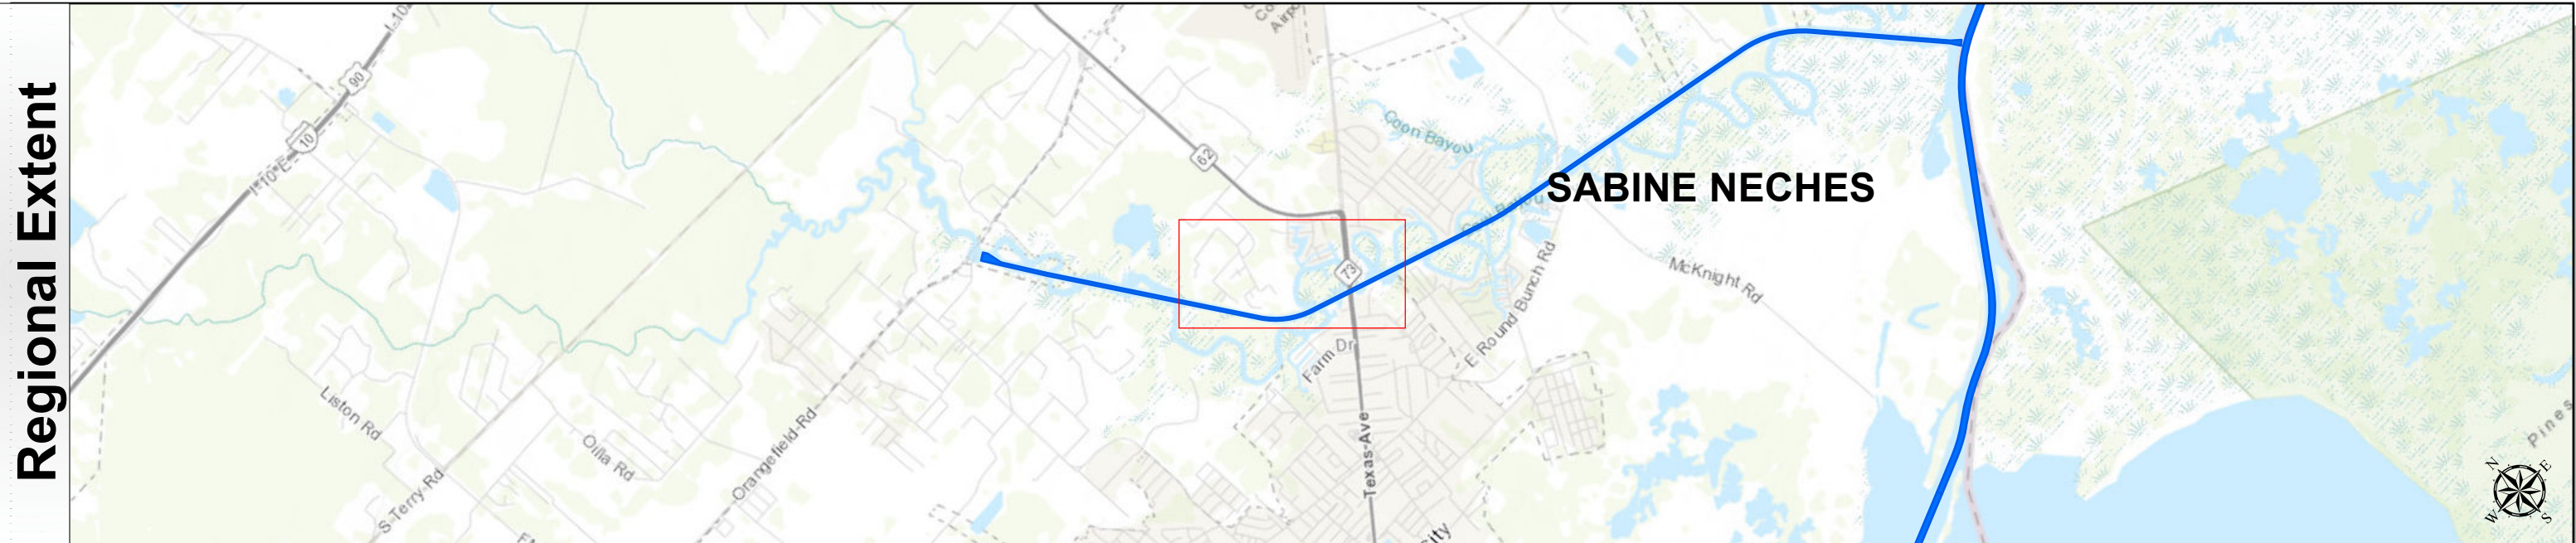 Regional Extent
I-10
90
10
I-10-E
Liston Rd
S-Terry-Rd
Oilla Rd
Orangefield-Rd
62
Coon Bayou
SABINE NECHES
73
E Round Bunch Rd
McKnight Rd
Farm Dr
Texas-Ave
Pines
N
E
W
S